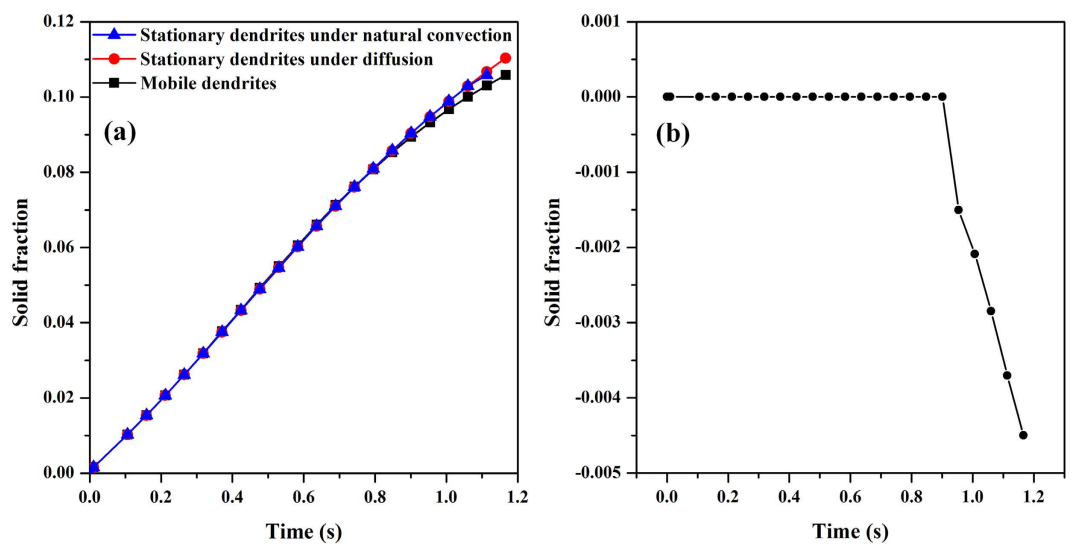 0.12
0.10
0.08
0.06
0.04
0.02
0.00
Solid fraction
Stationary dendrites under natural convection
Stationary dendrites under diffusion
Mobile dendrites
(a)
0.0 0.2 0.4 0.6 0.8 1.0 1.2
Time (s)
0.001
0.000
-0.001
-0.002
-0.003
-0.004
-0.005
Solid fraction
(b)
0.0 0.2 0.4 0.6 0.8 1.0 1.2
Time (s)